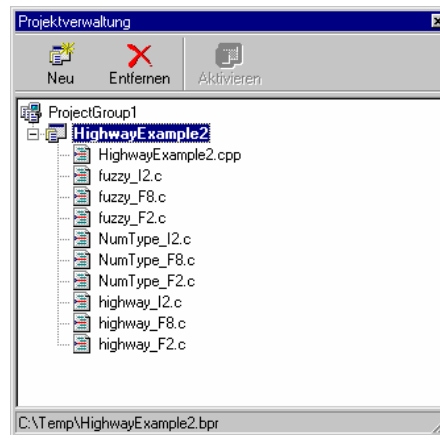 Projektverwaltung
Neu Entfernen Aktivieren
ProjectGroup1
HighwayExample2
HighwayExample2.cpp
fuzzy_I2.c
fuzzy_F8.c
fuzzy_F2.c
NumType_I2.c
NumType_F8.c
NumType_F2.c
highway_I2.c
highway_F8.c
highway_F2.c
C:\Temp\HighwayExample2.bpr